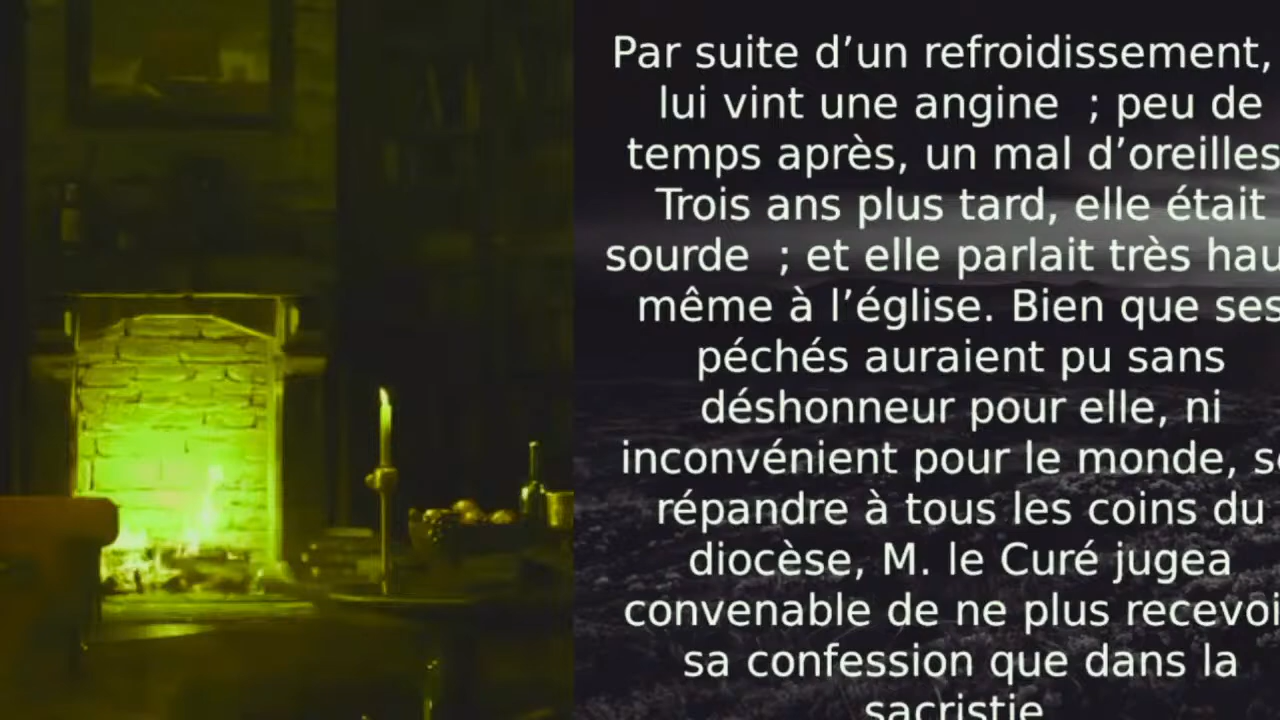 Par suite d’un refroidissement,
lui vint une angine  ; peu de
temps après, un mal d’oreilles
Trois ans plus tard, elle était
sourde  ; et elle parlait très hau
même à l’église. Bien que ses
péchés auraient pu sans
déshonneur pour elle, ni
inconvénient pour le monde, se
répandre à tous les coins du
diocèse, M. le Curé jugea
convenable de ne plus recevoi
sa confession que dans la
sacristie